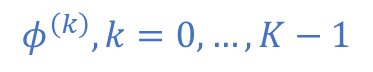 ϕ⁽ᵏ⁾, k = 0, …, K − 1